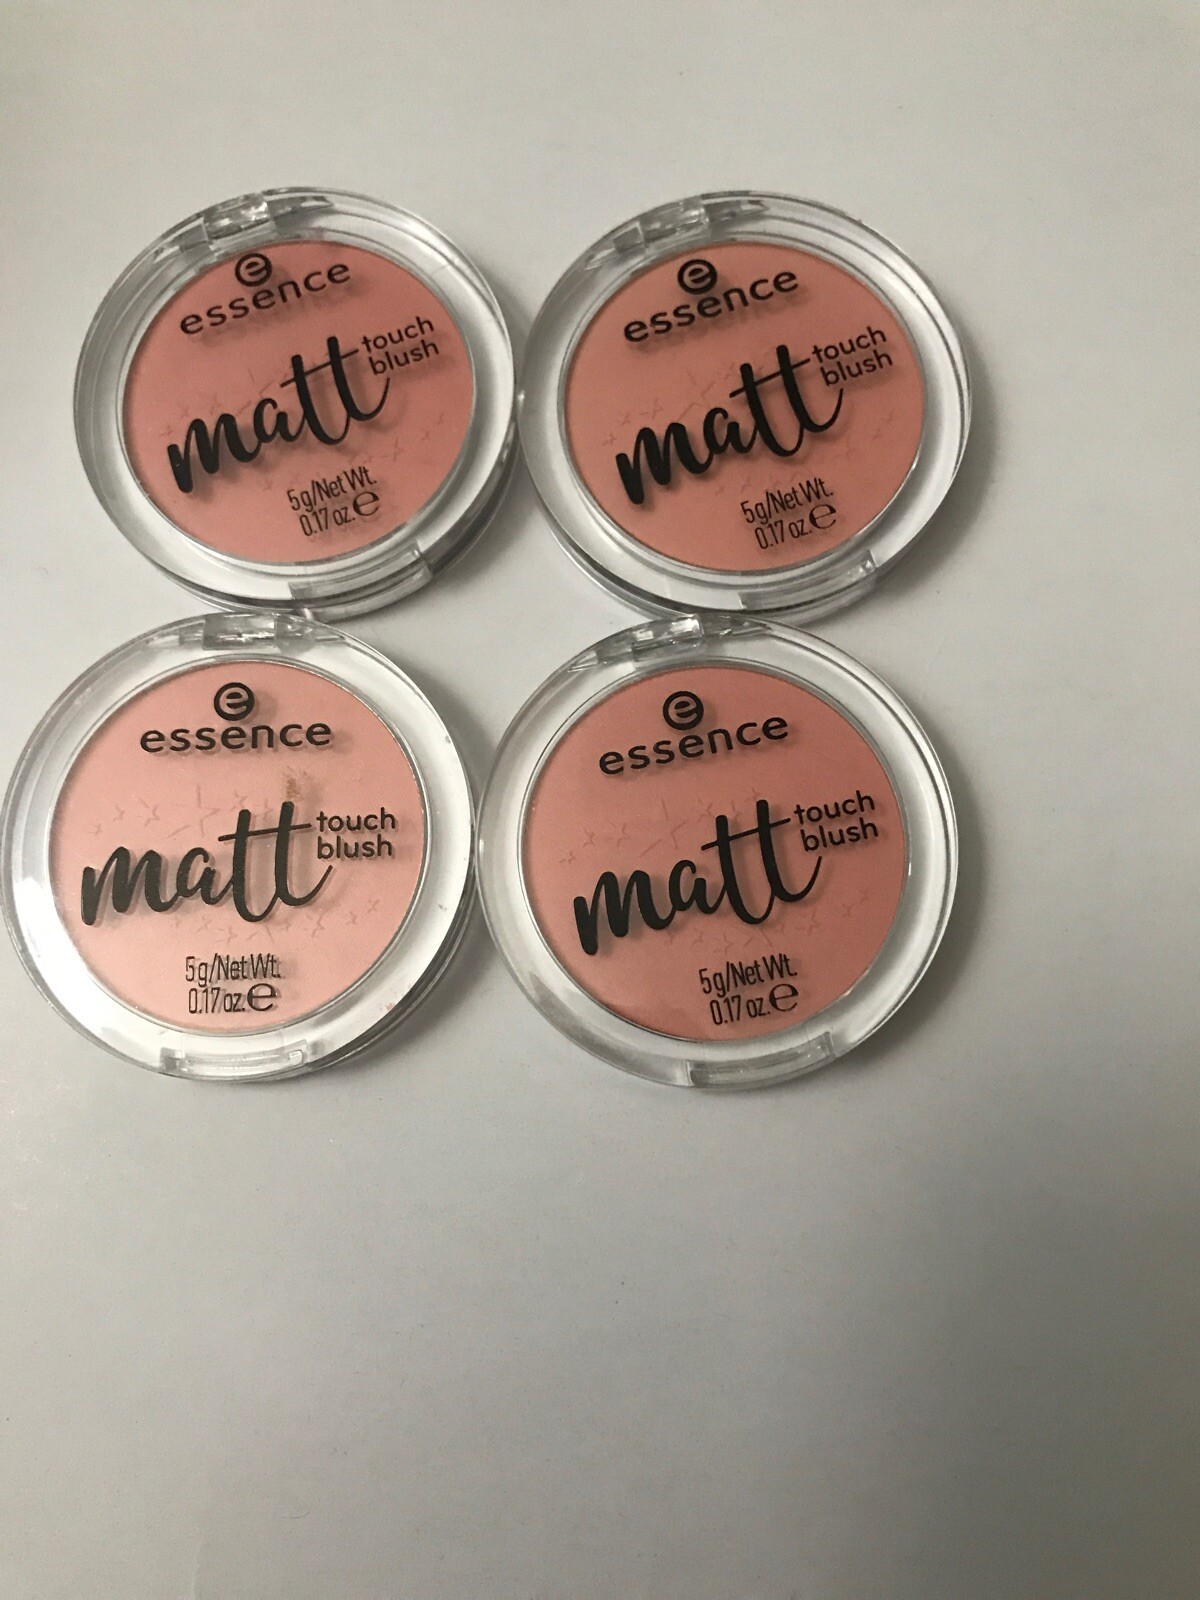 e
essence
matt touch
blush
5g/Net Wt.
0.17 oz. e
e
essence
matt touch
blush
5g/Net Wt.
0.17 oz. e
e
essence
matt touch
blush
5g/Net Wt.
0.17 oz. e
e
essence
matt touch
blush
5g/Net Wt.
0.17 oz. e